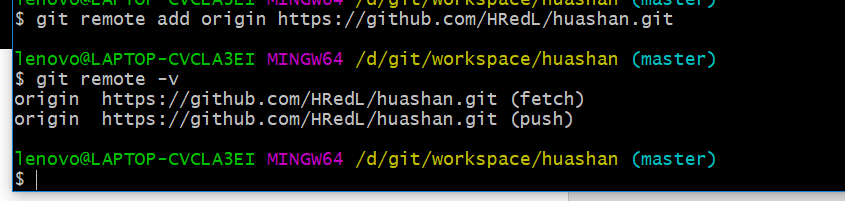 $ git remote add origin https://github.com/HRedL/huashan.git
lenovo@LAPTOP-CVCLA3EI MINGW64 /d/git/workspace/huashan (master)
$ git remote -v
origin  https://github.com/HRedL/huashan.git (fetch)
origin  https://github.com/HRedL/huashan.git (push)
lenovo@LAPTOP-CVCLA3EI MINGW64 /d/git/workspace/huashan (master)
$